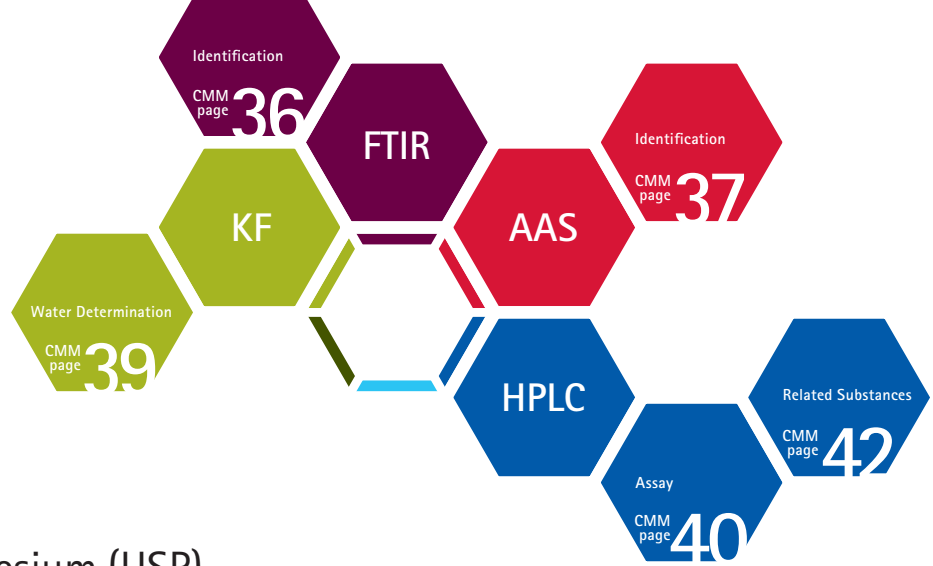 Identification
CMM
page 36
FTIR
Identification
CMM
page 37
KF
AAS
Water Determination
CMM
page 39
HPLC
Related Substances
CMM
page 42
Assay
CMM
page 40
(USP)